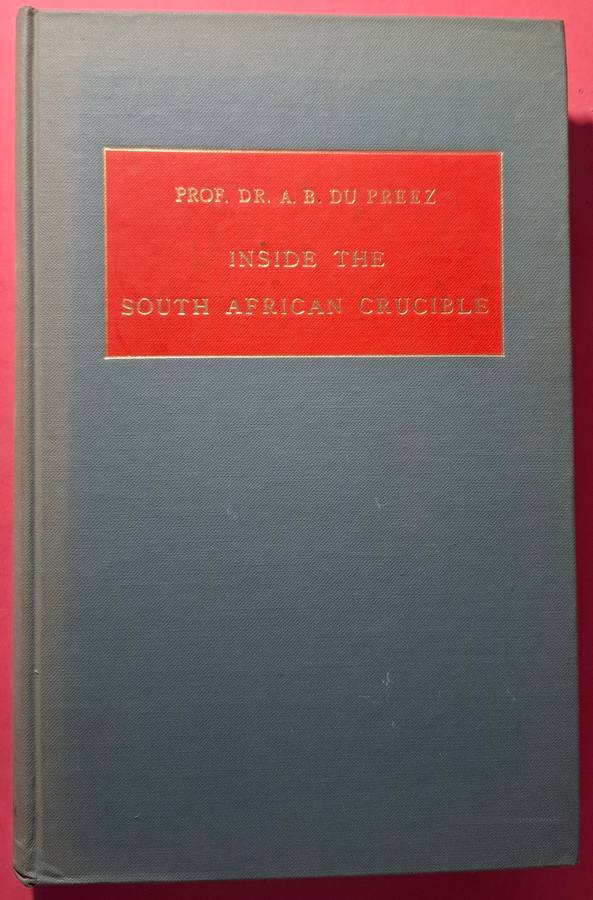 PROF. DR. A. B. DU PREEZ
INSIDE THE
SOUTH AFRICAN CRUCIBLE